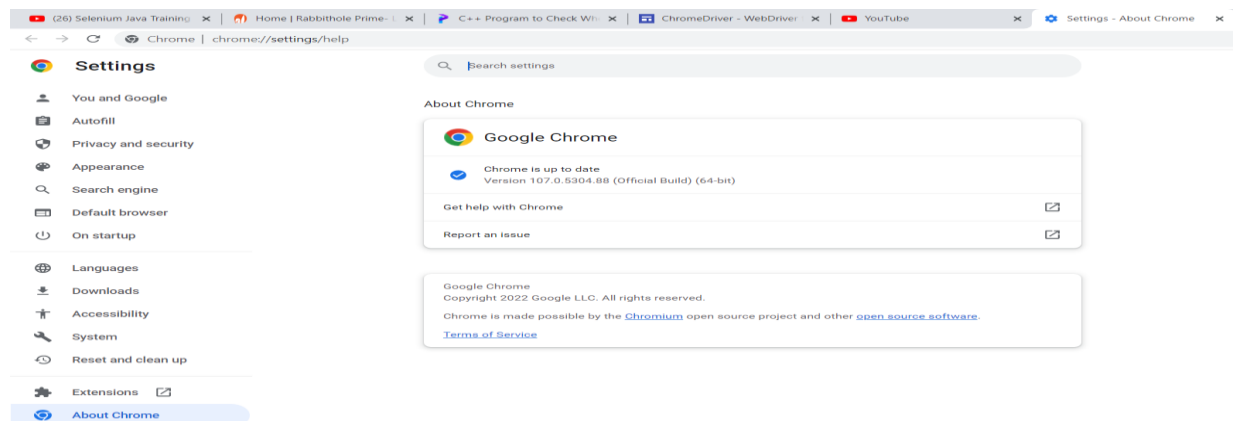 (26) Selenium Java Training
Home | Rabbithole Prime- L
C++ Program to Check Wh
ChromeDriver - WebDriver
YouTube
Settings - About Chrome
Chrome | chrome://settings/help
Settings
Search settings
You and Google
Autofill
Privacy and security
Appearance
Search engine
Default browser
On startup
Languages
Downloads
Accessibility
System
Reset and clean up
Extensions
About Chrome
About Chrome
Google Chrome
Chrome is up to date
Version 107.0.5304.88 (Official Build) (64-bit)
Get help with Chrome
Report an issue
Google Chrome
Copyright 2022 Google LLC. All rights reserved.
Chrome is made possible by the Chromium open source project and other open source software.
Terms of Service